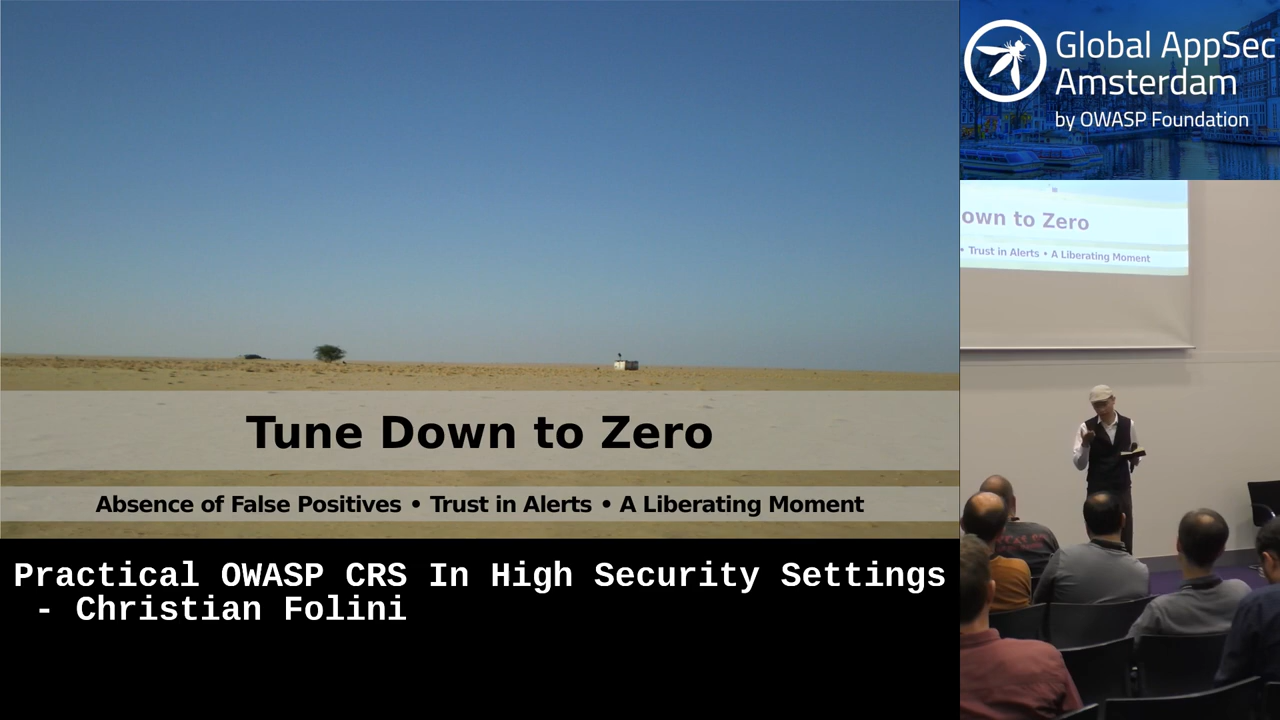 Tune Down to Zero
Absence of False Positives • Trust in Alerts • A Liberating Moment
Practical OWASP CRS In High Security Settings
- Christian Folini
Global AppSec
Amsterdam
by OWASP Foundation
own to Zero
• Trust in Alerts • A Liberating Moment